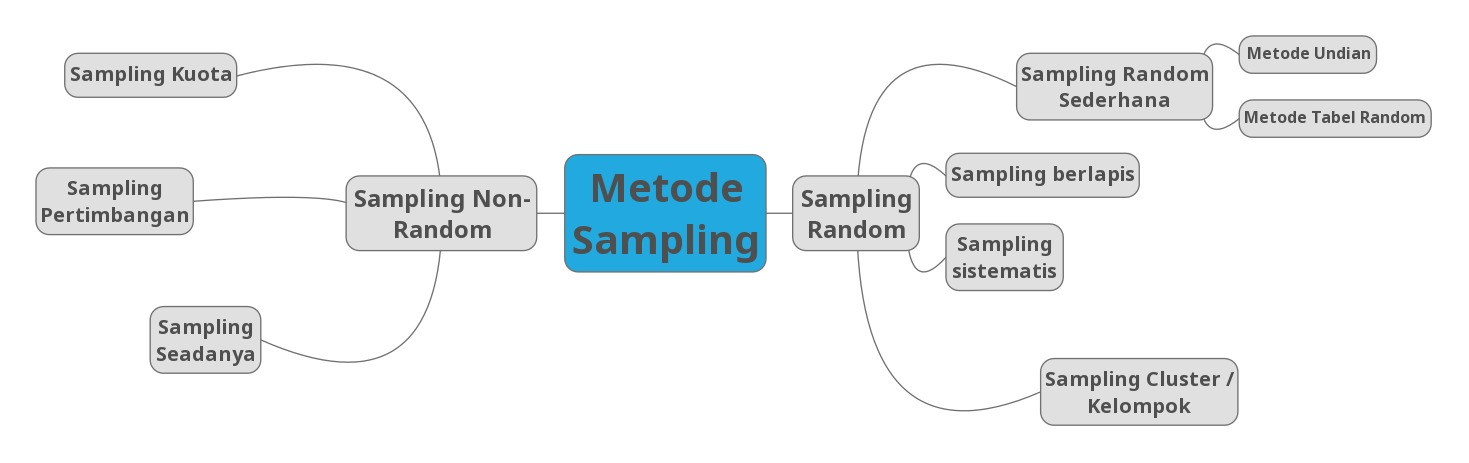 Metode
Sampling
Sampling Non-
Random
Sampling Kuota
Sampling
Pertimbangan
Sampling
Seadanya
Sampling
Random
Sampling Random
Sederhana
Metode Undian
Metode Tabel Random
Sampling berlapis
Sampling
sistematis
Sampling Cluster /
Kelompok